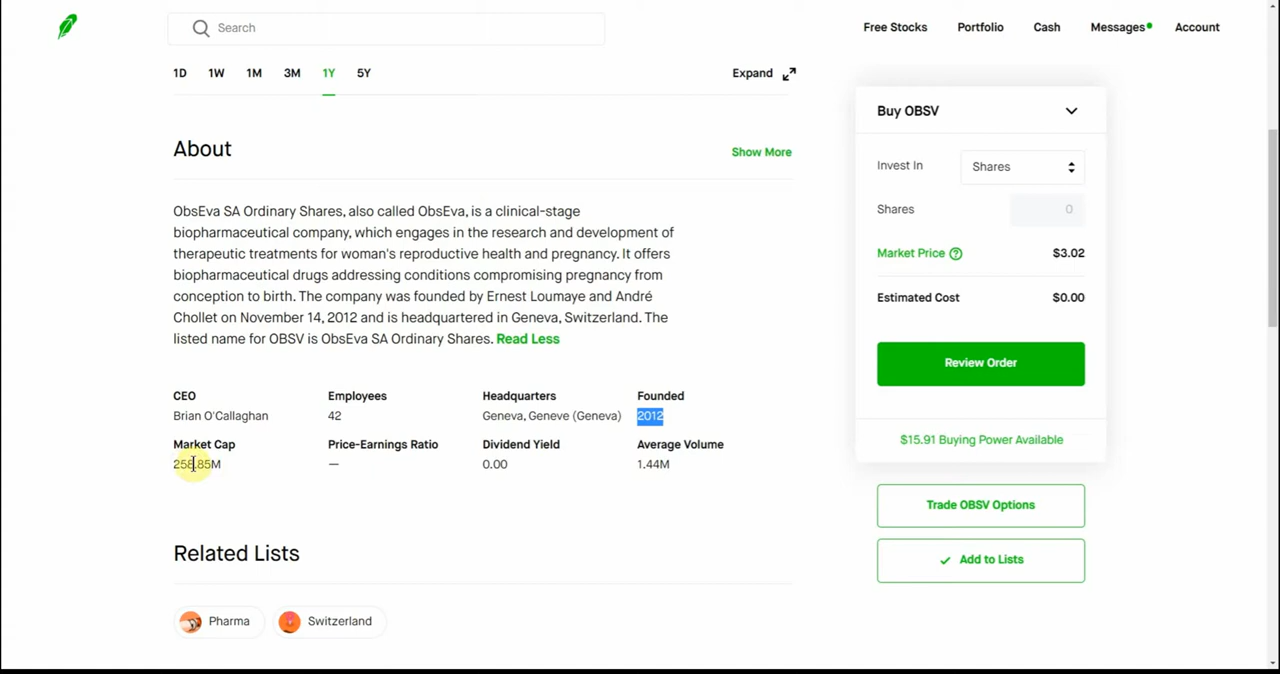 Search
Free Stocks
Portfolio
Cash
Messages
Account
1D 1W 1M 3M 1Y 5Y
Expand
About
Show More
ObsEva SA Ordinary Shares, also called ObsEva, is a clinical-stage
biopharmaceutical company, which engages in the research and development of
therapeutic treatments for woman's reproductive health and pregnancy. It offers
biopharmaceutical drugs addressing conditions compromising pregnancy from
conception to birth. The company was founded by Ernest Loumaye and André
Chollet on November 14, 2012 and is headquartered in Geneva, Switzerland. The
listed name for OBSV is ObsEva SA Ordinary Shares. Read Less
CEO
Brian O'Callaghan
Employees
42
Headquarters
Geneva, Geneve (Geneva)
Founded
2012
Market Cap
258.85M
Price-Earnings Ratio
—
Dividend Yield
0.00
Average Volume
1.44M
Related Lists
Pharma
Switzerland
Buy OBSV
Invest In
Shares
Shares
0
Market Price
$3.02
Estimated Cost
$0.00
Review Order
$15.91 Buying Power Available
Trade OBSV Options
Add to Lists